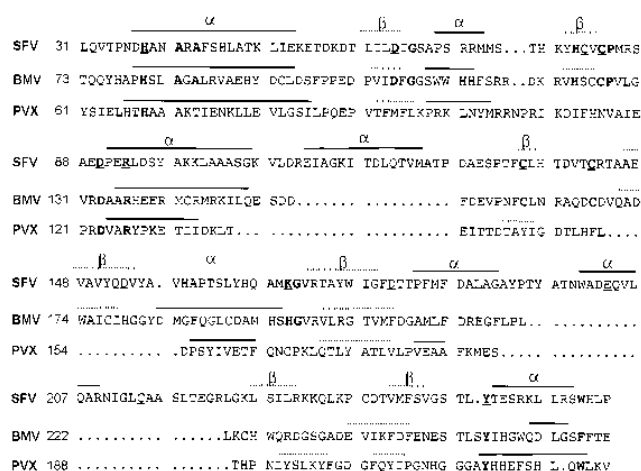 α β α β
SFV 31 LQVTPNDHAN ARAFSHLATK LIEKETDKDT LILDIGSAPS RRMMS...TH KYHQVCPMRS
BMV 73 TQQYHAPHSL AGALRVAEHY DCLDSFPPED PVIDFGGSWW HHFSRR..DK RVHSCCPVLG
PVX 61 YSIELHTHAA AKTIENKLLE VLGSILPQEP VTFMFLKPRK LNYMRRNPRI KDIFHNVAIE
α α β
SFV 88 AEDPERLDSY AKKLAAASGK VLDREIAGKI TDLQTVMATP DAESPTFCLH TDVTCRTAAE
BMV 131 VRDAARHEER MCRMRKILQE SDD....... .......... FDEVPNFCLN RAQDCDVQAD
PVX 121 PRDVARYPKE TIIDKLT... .......... .......... EITTDTAYIG DTLHFL....
β α β α α
SFV 148 VAVYQDVYA. VHAPTSLYHQ AMKGVRTAYW IGFDTTPFMF DALAGAYPTY ATNWADEQVL
BMV 174 WAICIHGGYD MGFQGLCDAM HSHGVRVLRG TVMFDGAMLF DREGFLPL..
PVX 154 .......... DPSYIVETF QNCPKLQTLY ATLVLPVEAA FKMES.....
β β α
SFV 207 QARNIGLQAA SLTEGRLGKL SILRKKQLKP CDTVMFSVGS TL.YTESRKL LRSWHLP
BMV 222 .......... .....LKCH WQRDGSGADE VIKFDFENES TLSYIHGWQD LGSFFTE
PVX 188 .......... .......THP NIYSLKYFGD GFQYIPGNHG GGAYHHEFSH L.QWLKV